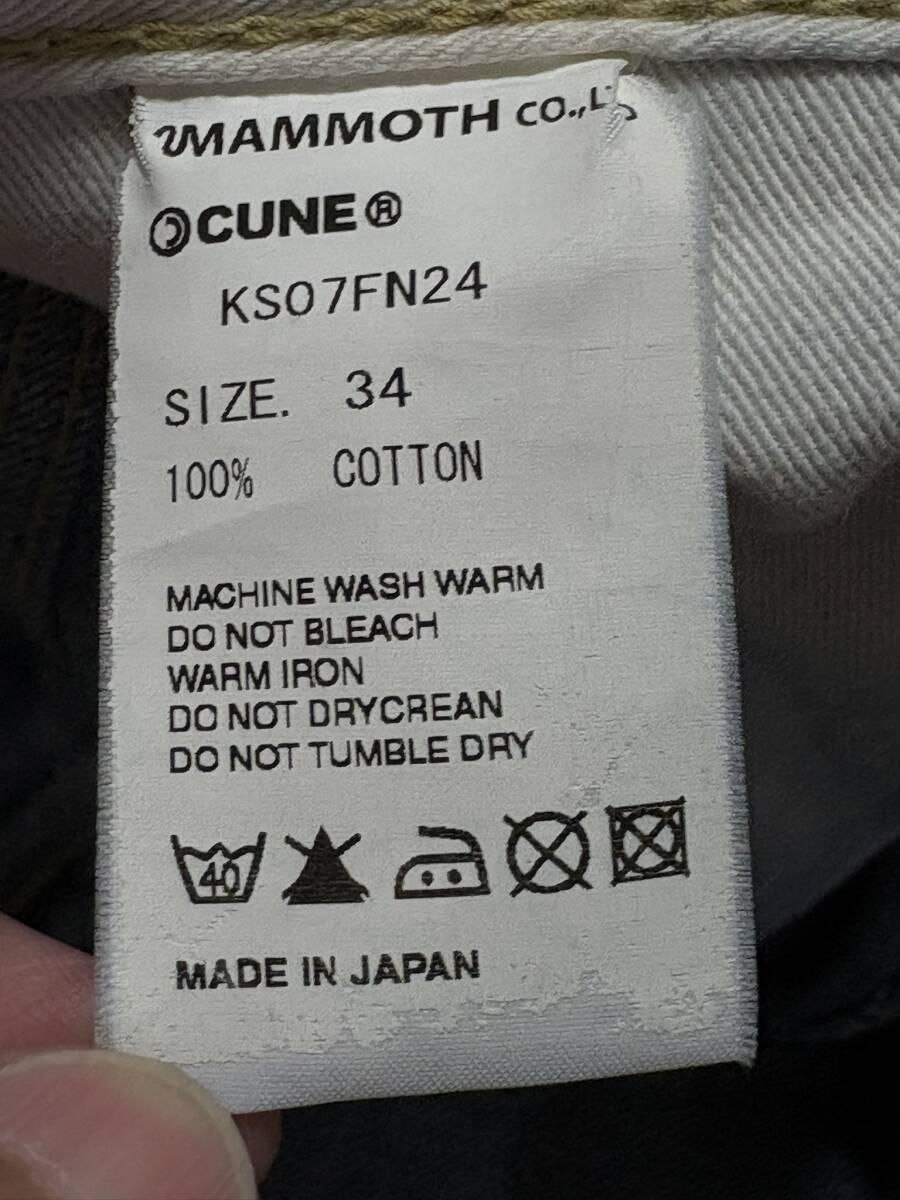 MAMMOTH CO.,L
CUNE®
KS07FN24
SIZE. 34
100% COTTON
MACHINE WASH WARM
DO NOT BLEACH
WARM IRON
DO NOT DRYCREAN
DO NOT TUMBLE DRY
40
MADE IN JAPAN